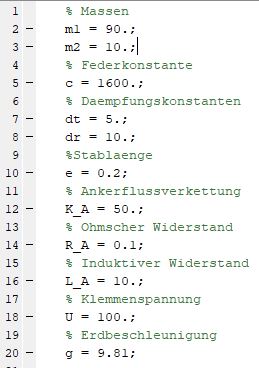 1 % Massen
2 - m1 = 90.;
3 - m2 = 10.;
4 % Federkonstante
5 - c = 1600.;
6 % Daempfungskonstanten
7 - dt = 5.;
8 - dr = 10.;
9 %Stablaenge
10 - e = 0.2;
11 % Ankerflussverkettung
12 - K_A = 50.;
13 % Ohmscher Widerstand
14 - R_A = 0.1;
15 % Induktiver Widerstand
16 - L_A = 10.;
17 % Klemmenspannung
18 - U = 100.;
19 % Erdbeschleunigung
20 - g = 9.81;